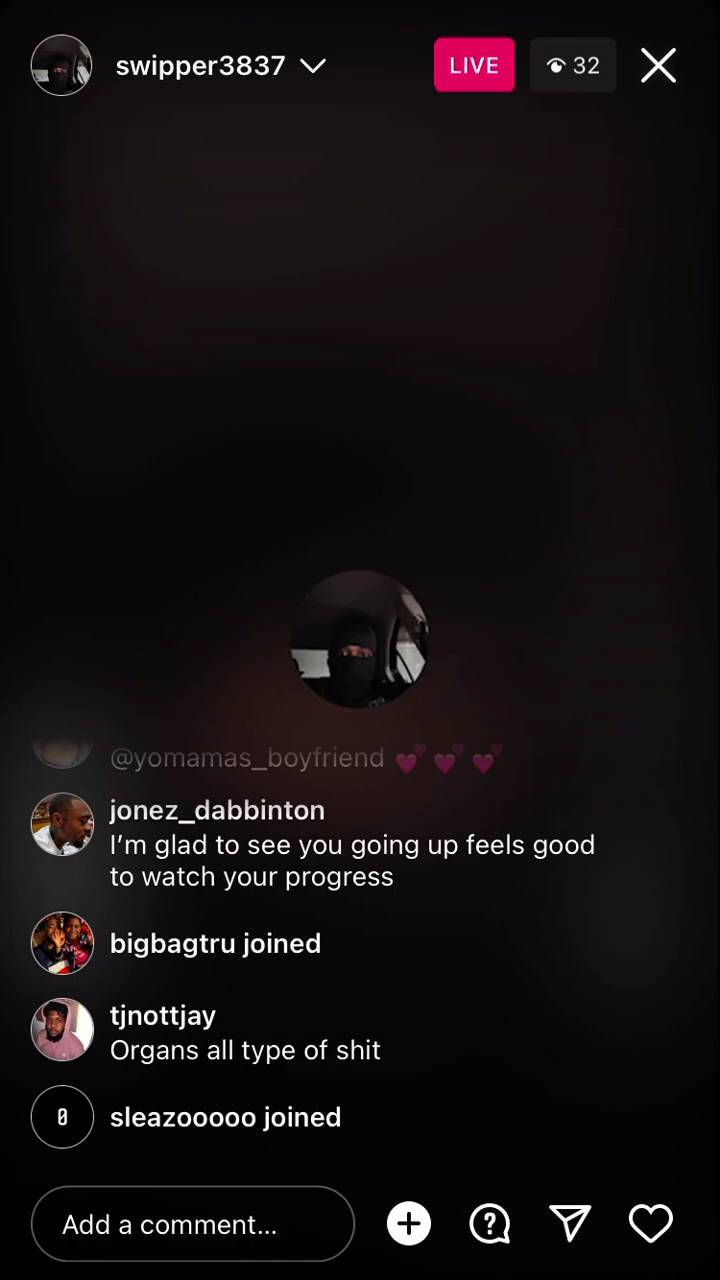 swipper3837
LIVE
32
@yomamas_boyfriend 💕 💕 💕
jonez_dabbinton
I’m glad to see you going up feels good
to watch your progress
bigbagtru joined
tjnottjay
Organs all type of shit
0
sleazooooo joined
Add a comment...